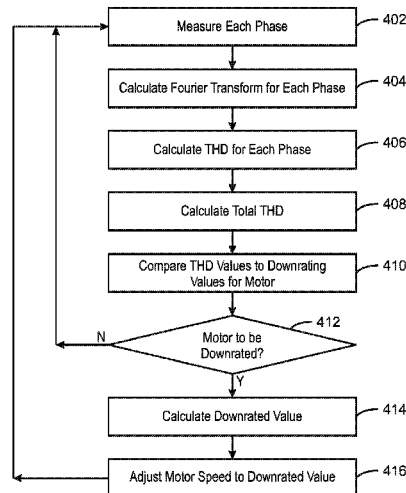 Measure Each Phase
402
Calculate Fourier Transform for Each Phase
404
Calculate THD for Each Phase
406
Calculate Total THD
408
Compare THD Values to Downrating
Values for Motor
410
412
Motor to be
Downrated?
N
Y
Calculate Downrated Value
414
Adjust Motor Speed to Downrated Value
416